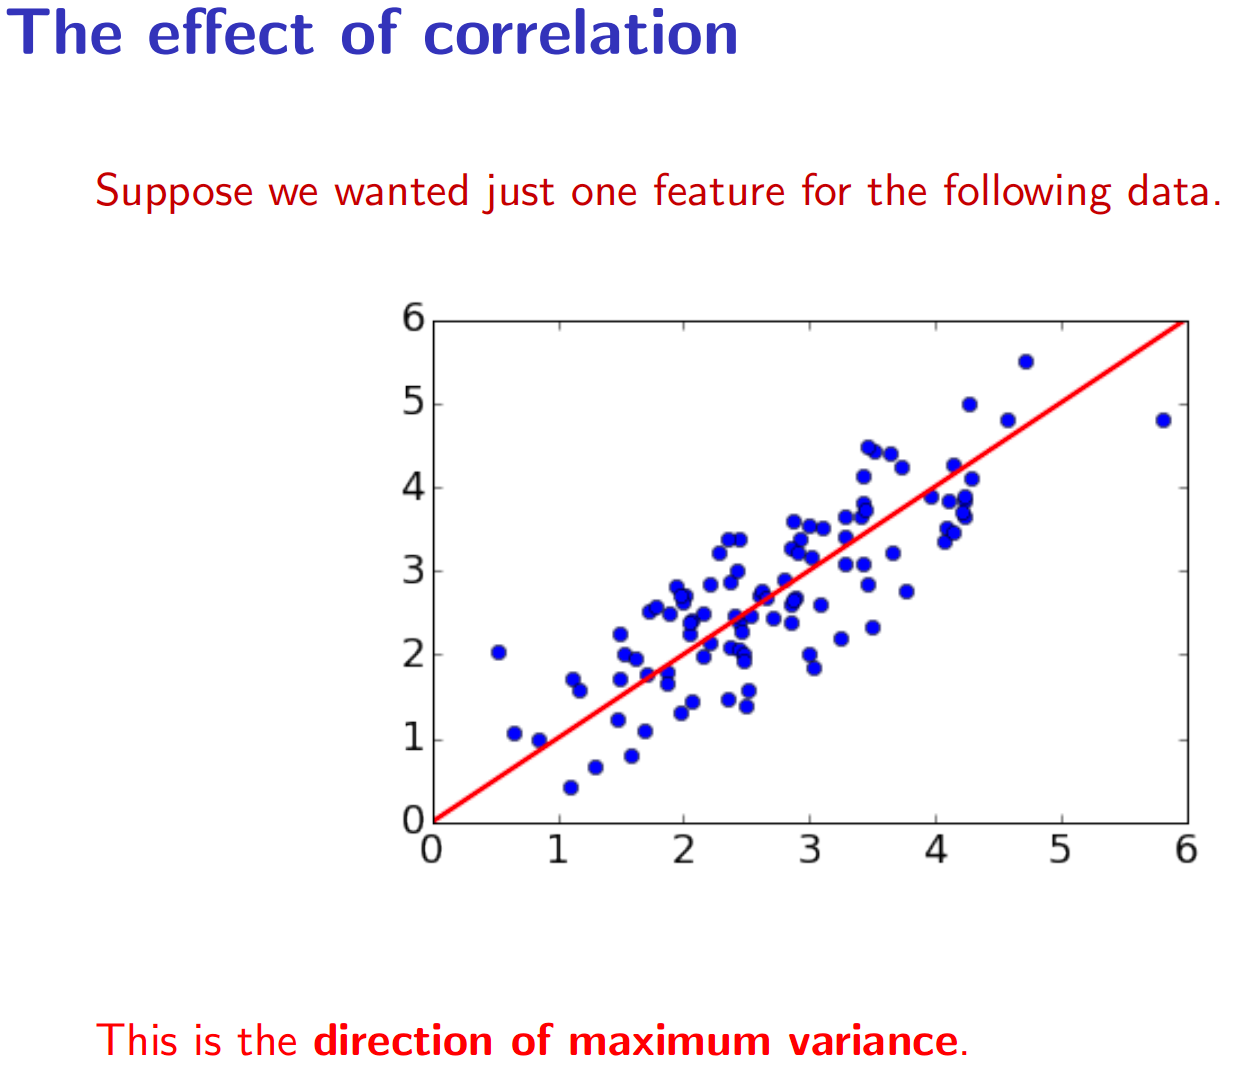 The effect of correlation
Suppose we wanted just one feature for the following data.
6
5
4
3
2
1
0
0 1 2 3 4 5 6
This is the direction of maximum variance.